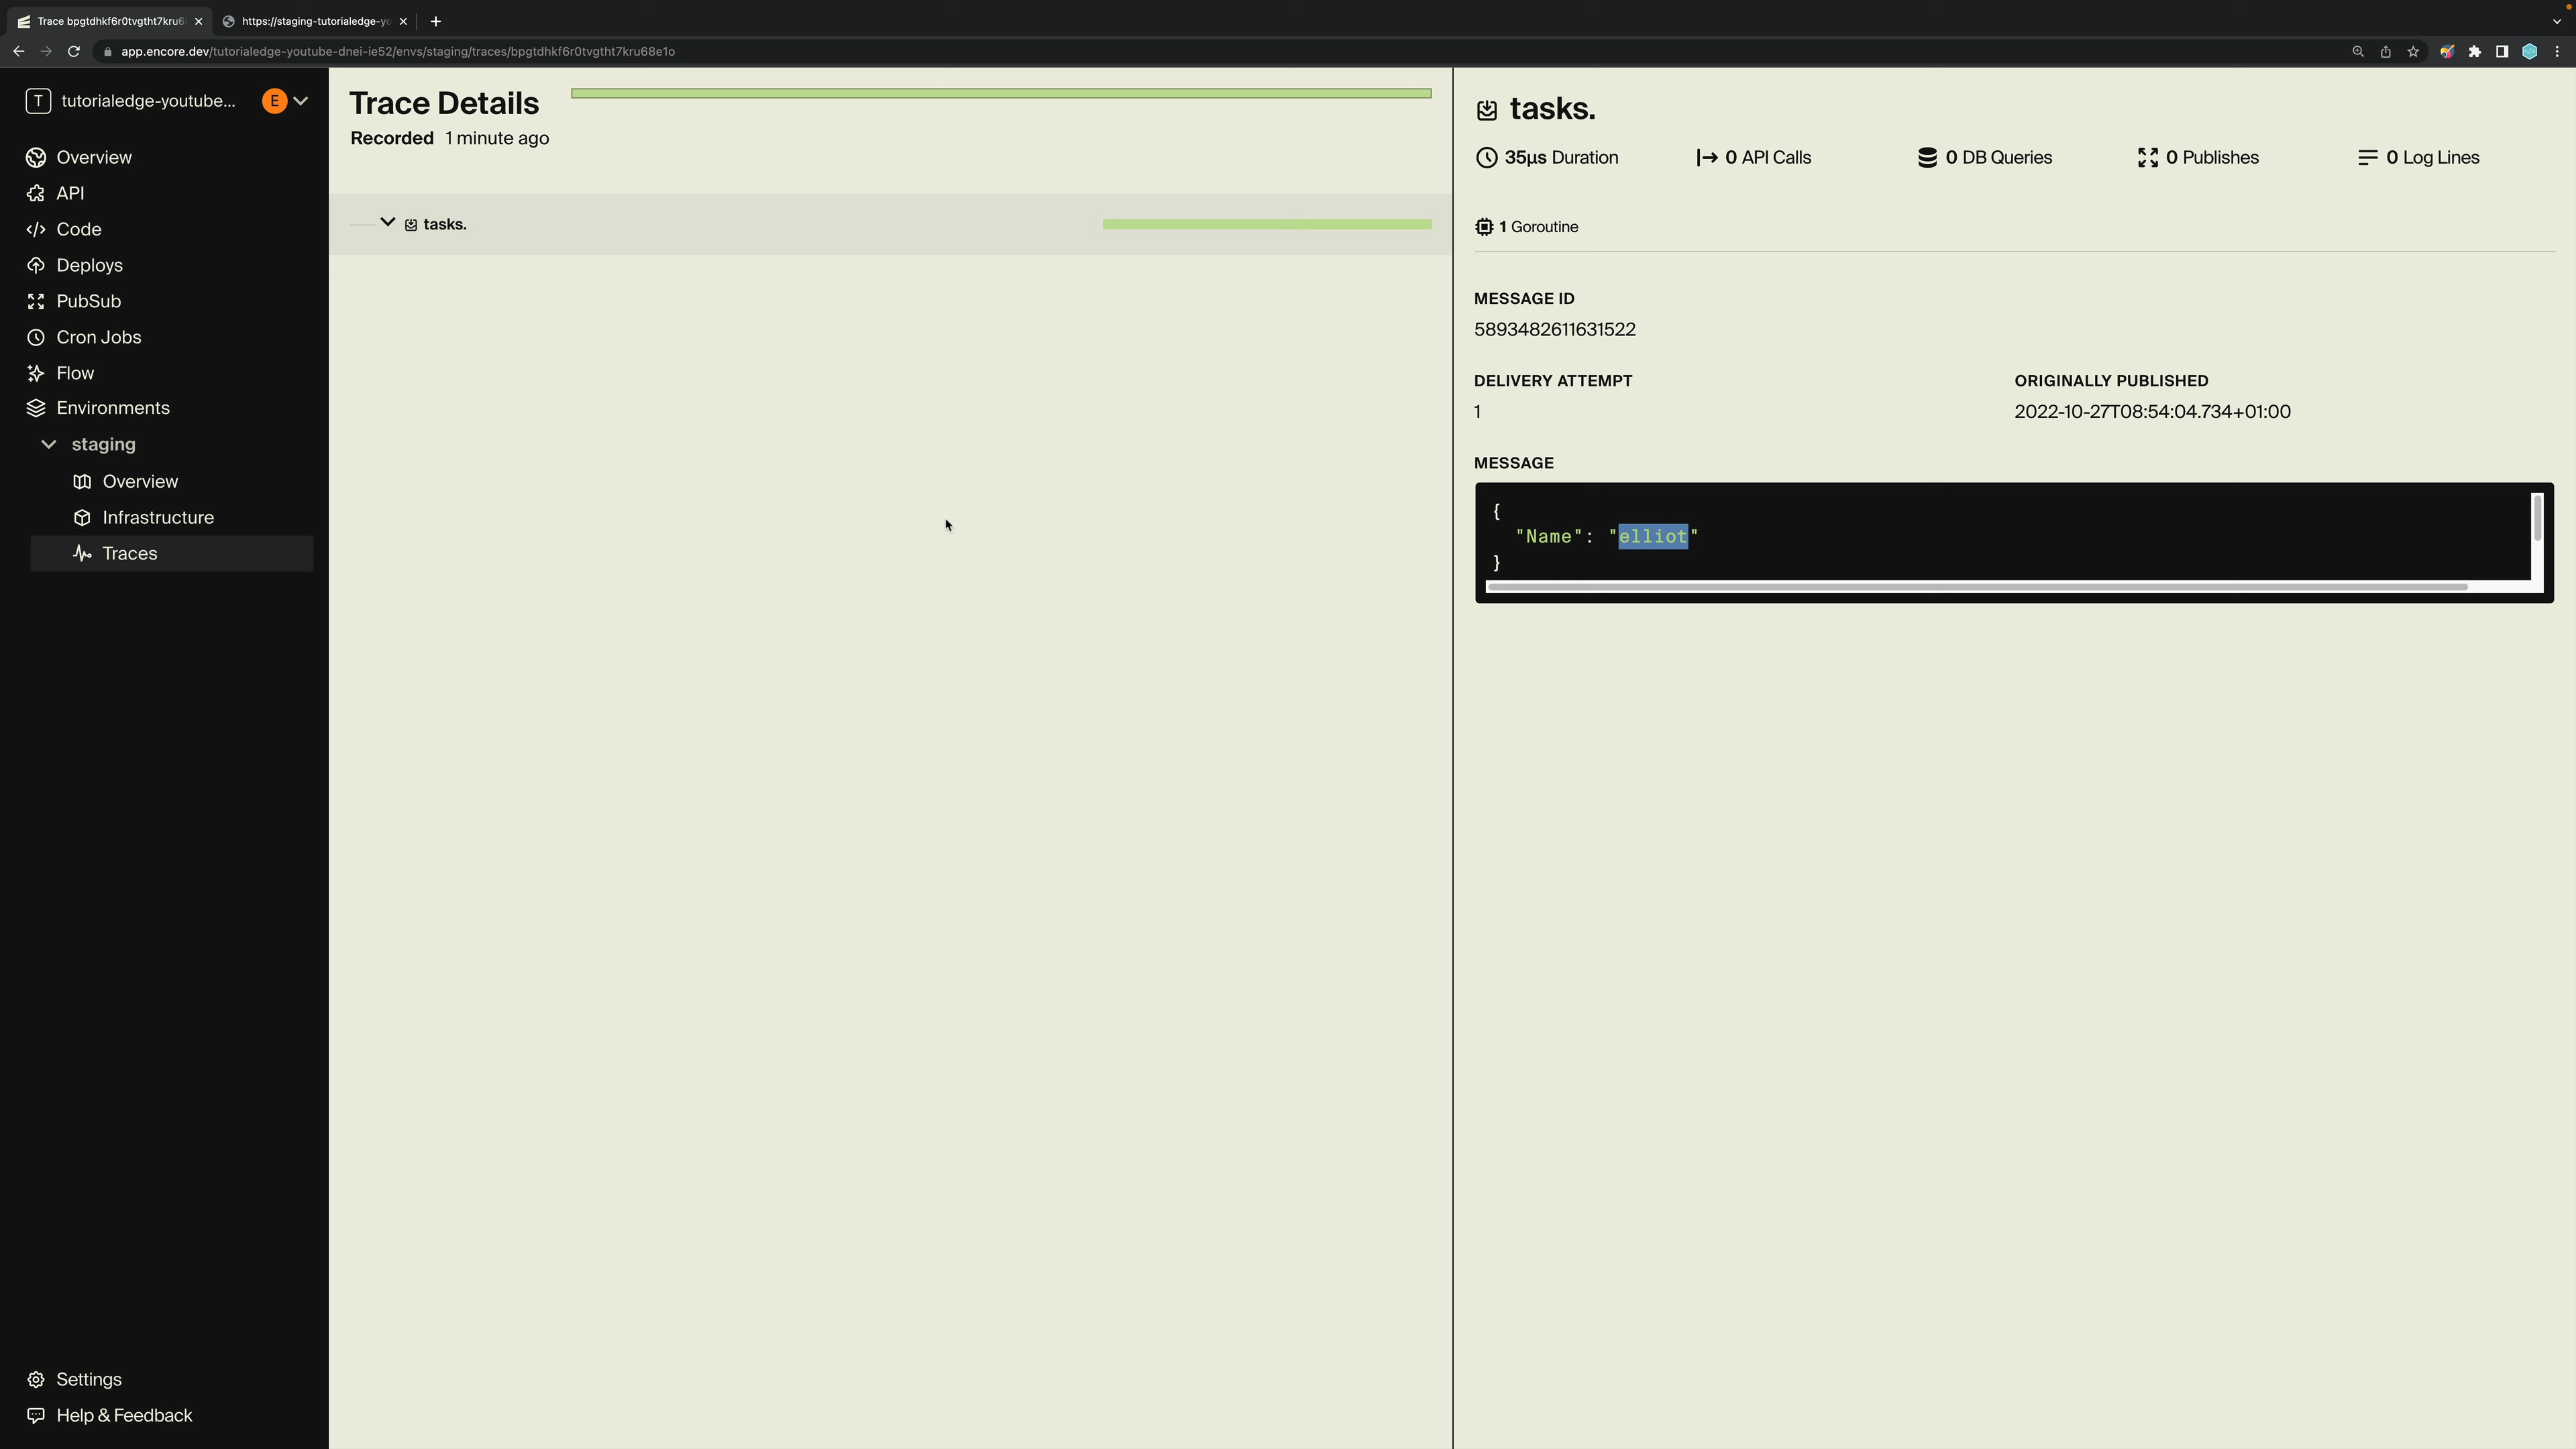 Trace bpgtdhkf6r0tvgtht7kru6
https://staging-tutorialedge-yo
app.encore.dev/tutorialedge-youtube-dnei-ie52/envs/staging/traces/bpgtdhkf6r0tvgtht7kru68e1o
T tutorialedge-youtube... E
Overview
API
Code
Deploys
PubSub
Cron Jobs
Flow
Environments
staging
Overview
Infrastructure
Traces
Settings
Help & Feedback
Trace Details
Recorded 1 minute ago
tasks.
tasks.
35µs Duration 0 API Calls 0 DB Queries 0 Publishes 0 Log Lines
1 Goroutine
MESSAGE ID
5893482611631522
DELIVERY ATTEMPT
1
ORIGINALLY PUBLISHED
2022-10-27T08:54:04.734+01:00
MESSAGE
{
"Name": "elliot"
}